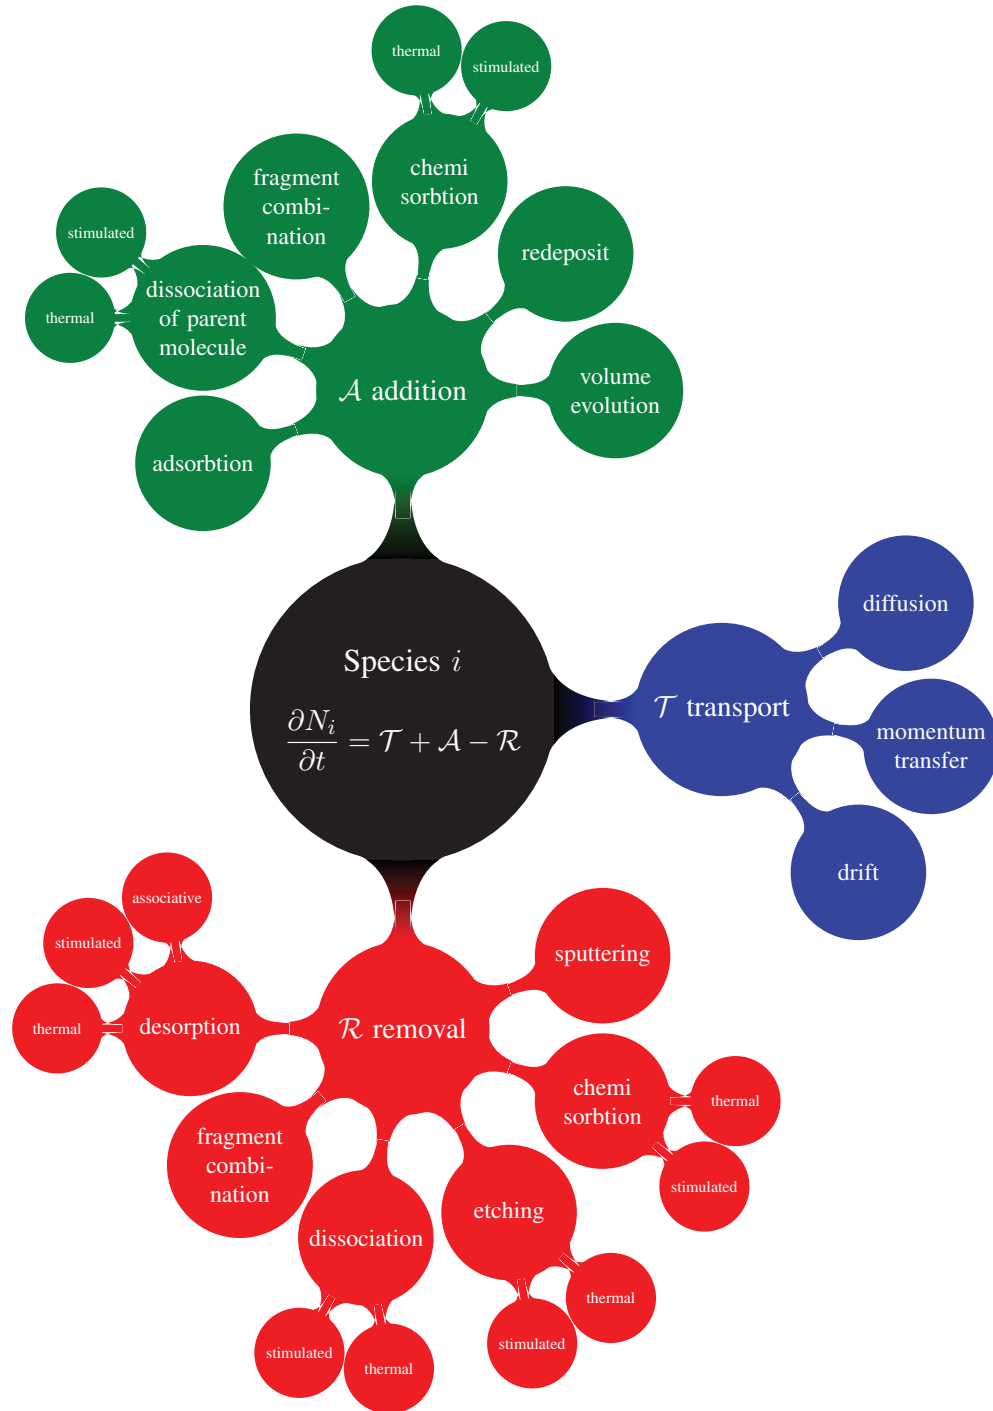 thermal
stimulated
chemi
sorbtion
fragment
combi-
nation
redeposit
stimulated
dissociation
of parent
molecule
thermal
volume
evolution
𝒜 addition
adsorbtion
diffusion
Species i
∂N_i/∂t = 𝒯 + 𝒜 − ℛ
𝒯 transport
momentum
transfer
drift
associative
stimulated
thermal
desorption
sputtering
ℛ removal
chemi
sorbtion
thermal
stimulated
fragment
combi-
nation
dissociation
etching
stimulated
thermal
stimulated
thermal